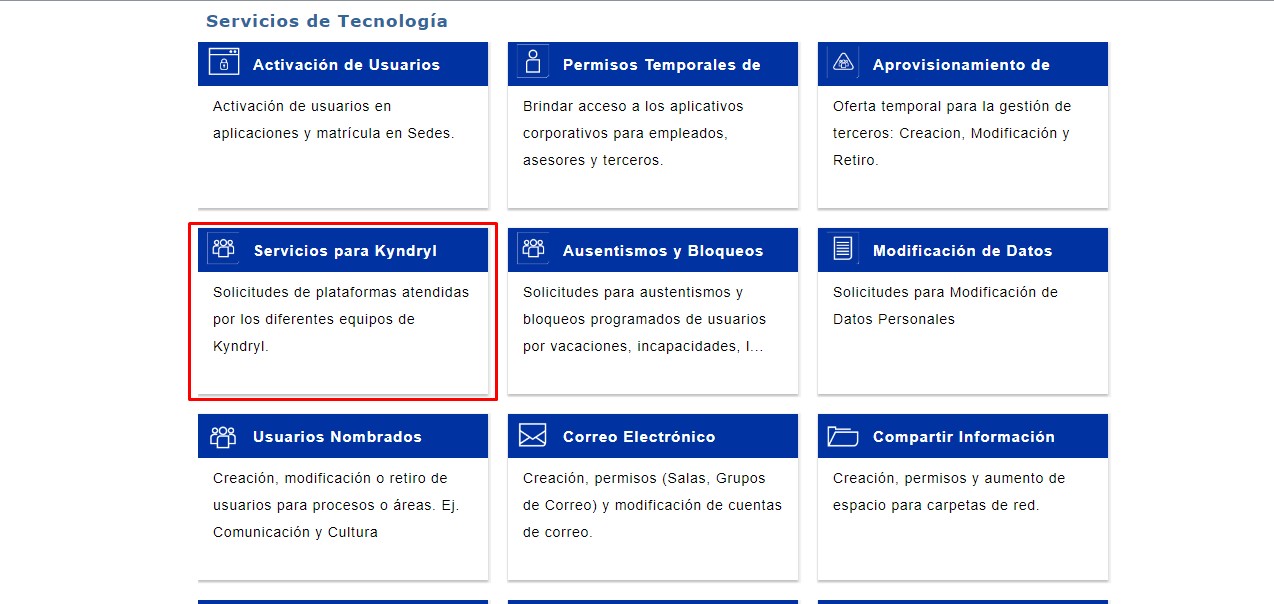 Servicios de Tecnología
Activación de Usuarios
Activación de usuarios en
aplicaciones y matrícula en Sedes.
Permisos Temporales de
Brindar acceso a los aplicativos
corporativos para empleados,
asesores y terceros.
Aprovisionamiento de
Oferta temporal para la gestión de
terceros: Creacion, Modificación y
Retiro.
Servicios para Kyndryl
Solicitudes de plataformas atendidas
por los diferentes equipos de
Kyndryl.
Ausentismos y Bloqueos
Solicitudes para austentismos y
bloqueos programados de usuarios
por vacaciones, incapacidades, l...
Modificación de Datos
Solicitudes para Modificación de
Datos Personales
Usuarios Nombrados
Creación, modificación o retiro de
usuarios para procesos o áreas. Ej.
Comunicación y Cultura
Correo Electrónico
Creación, permisos (Salas, Grupos
de Correo) y modificación de cuentas
de correo.
Compartir Información
Creación, permisos y aumento de
espacio para carpetas de red.